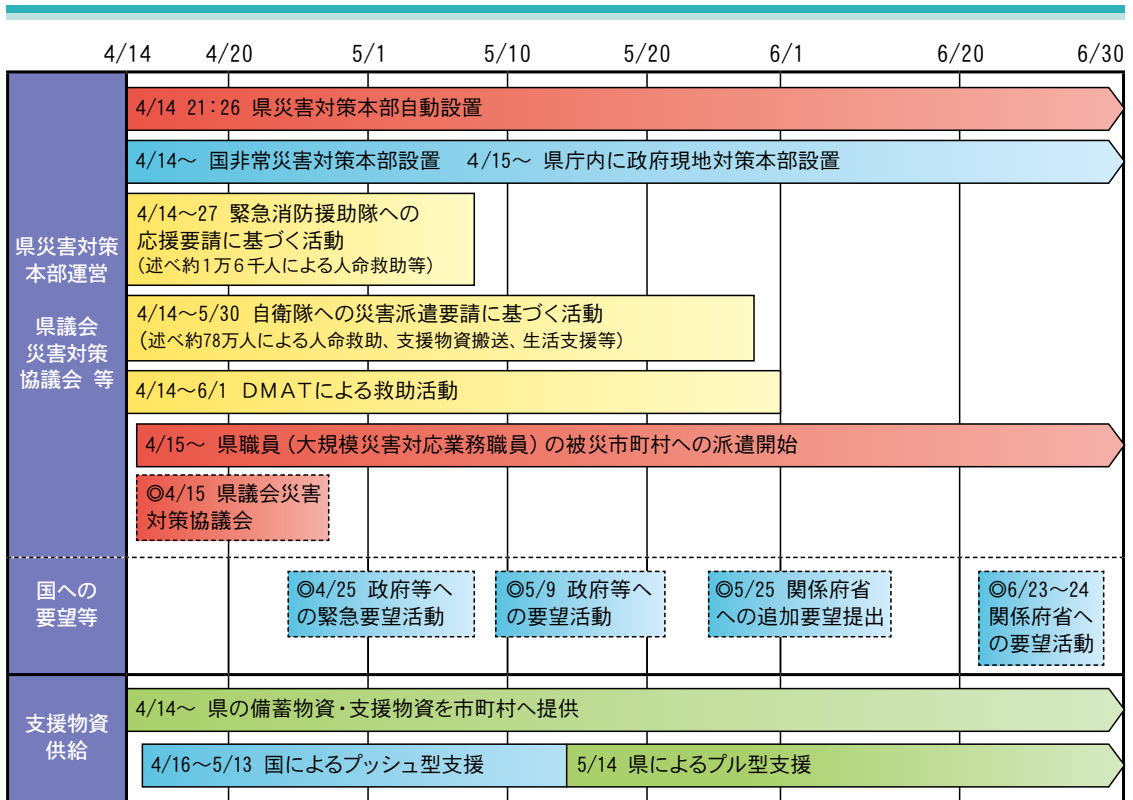 4/14 4/20 5/1 5/10 5/20 6/1 6/20 6/30
県災害対策
本部運営
県議会
災害対策
協議会 等
4/14 21:26 県災害対策本部自動設置
4/14～ 国非常災害対策本部設置 4/15～ 県庁内に政府現地対策本部設置
4/14～27 緊急消防援助隊への
応援要請に基づく活動
(述べ約1万6千人による人命救助等)
4/14～5/30 自衛隊への災害派遣要請に基づく活動
(述べ約78万人による人命救助、支援物資搬送、生活支援等)
4/14～6/1 DMATによる救助活動
4/15～ 県職員(大規模災害対応業務職員)の被災市町村への派遣開始
◎4/15 県議会災害
対策協議会
国への
要望等
◎4/25 政府等へ
の緊急要望活動
◎5/9 政府等へ
の要望活動
◎5/25 関係府省
への追加要望提出
◎6/23～24
関係府省へ
の要望活動
支援物資
供給
4/14～ 県の備蓄物資・支援物資を市町村へ提供
4/16～5/13 国によるプッシュ型支援
5/14 県によるプル型支援